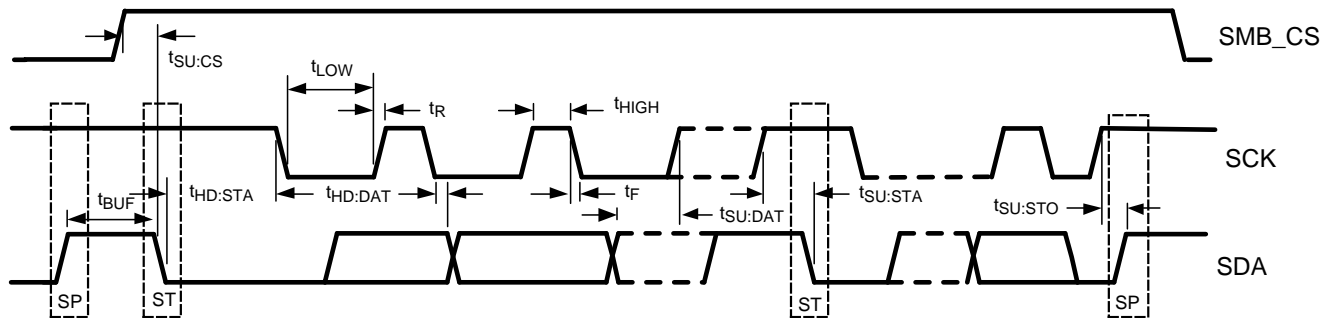 SMB_CS
tSU:CS
tLOW
tR
tHIGH
SCK
tHD:STA
tHD:DAT
tF
tSU:DAT
tSU:STA
tSU:STO
tBUF
SDA
SP
ST
ST
SP